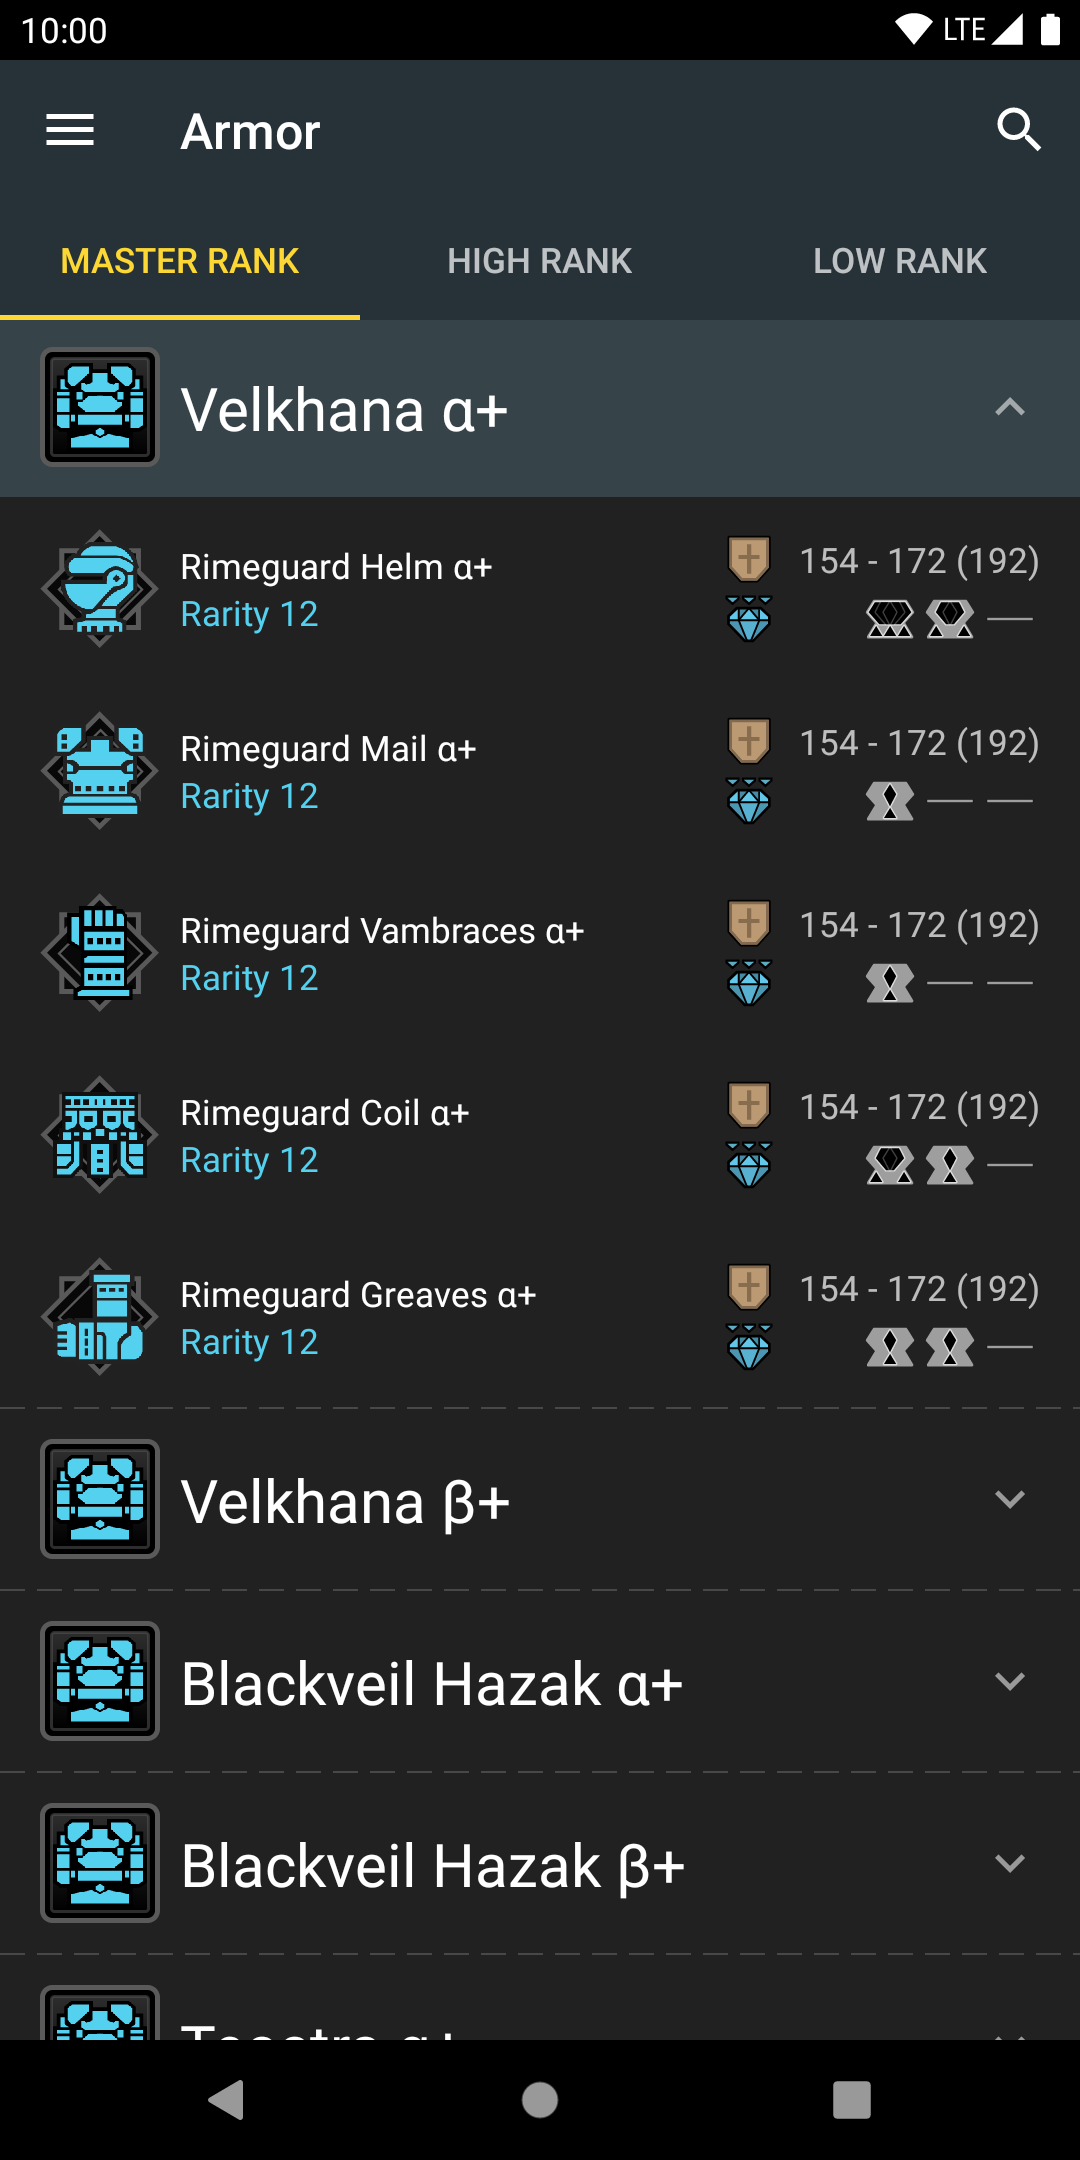 10:00
LTE
Armor
MASTER RANK
HIGH RANK
LOW RANK
Velkhana α+
Rimeguard Helm α+
154 - 172 (192)
Rarity 12
Rimeguard Mail α+
154 - 172 (192)
Rarity 12
Rimeguard Vambraces α+
154 - 172 (192)
Rarity 12
Rimeguard Coil α+
154 - 172 (192)
Rarity 12
Rimeguard Greaves α+
154 - 172 (192)
Rarity 12
Velkhana β+
Blackveil Hazak α+
Blackveil Hazak β+